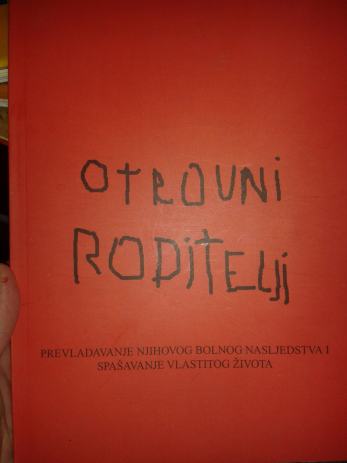 OtROVNi
RODiTELji
PREVLADAVANJE NJIHOVOG BOLNOG NASLJEDSTVA I
SPAŠAVANJE VLASTITOG ŽIVOTA